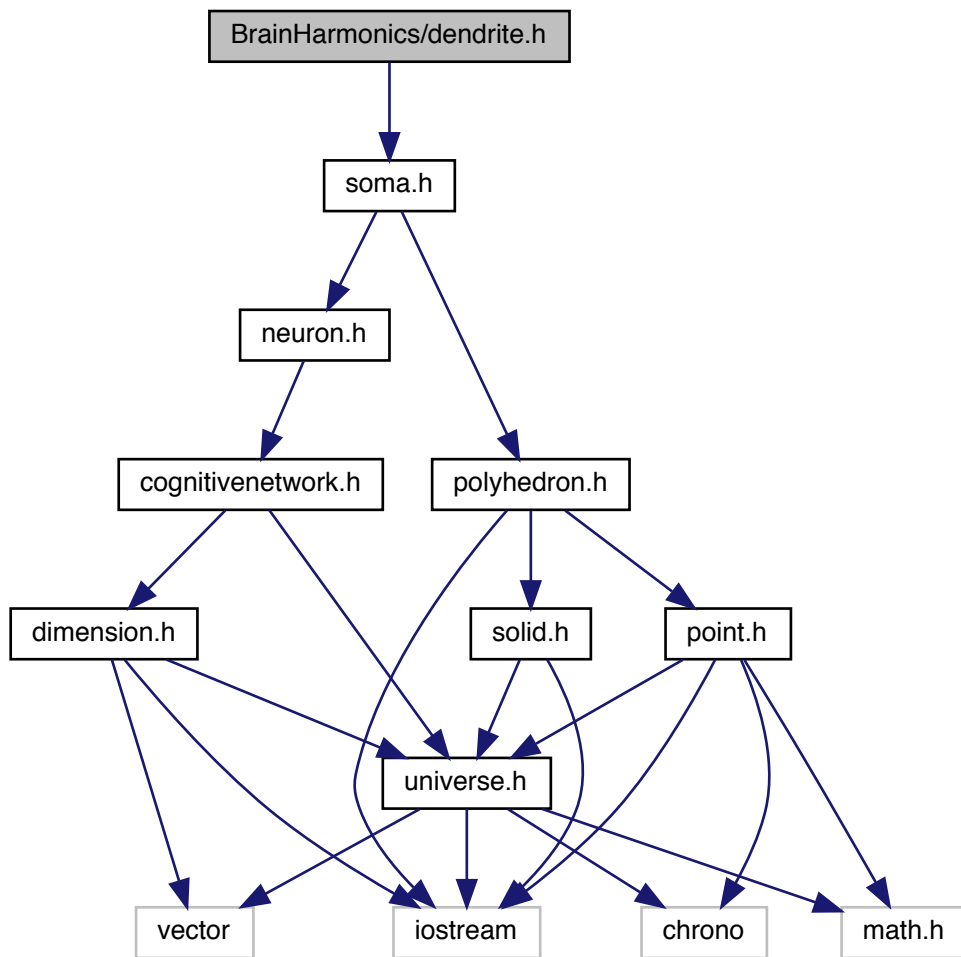 BrainHarmonics/dendrite.h
soma.h
neuron.h
cognitivenetwork.h
polyhedron.h
dimension.h
solid.h
point.h
universe.h
vector
iostream
chrono
math.h